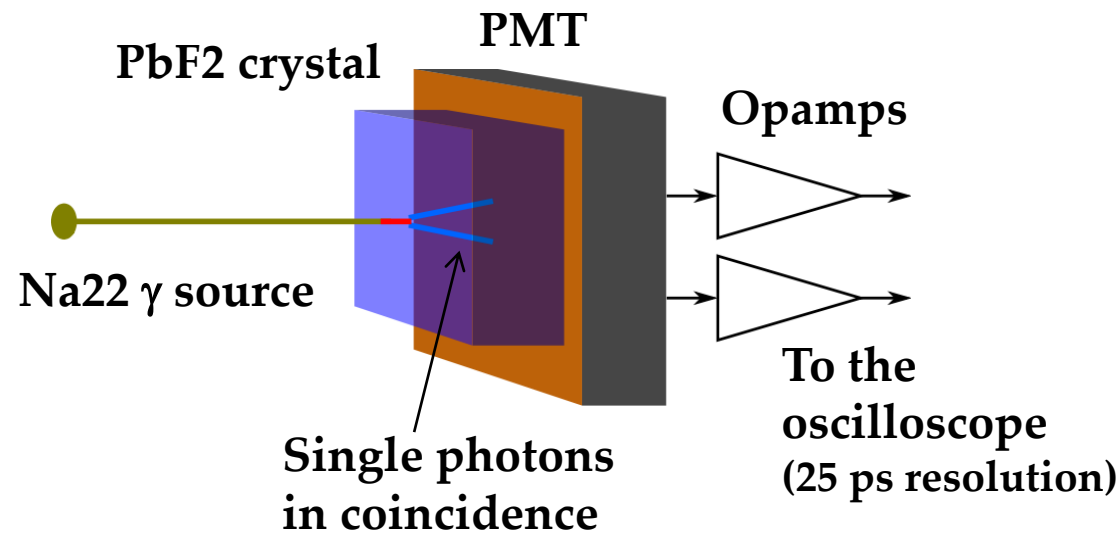 PMT
PbF2 crystal
Opamps
Na22 γ source
To the
oscilloscope
(25 ps resolution)
Single photons
in coincidence